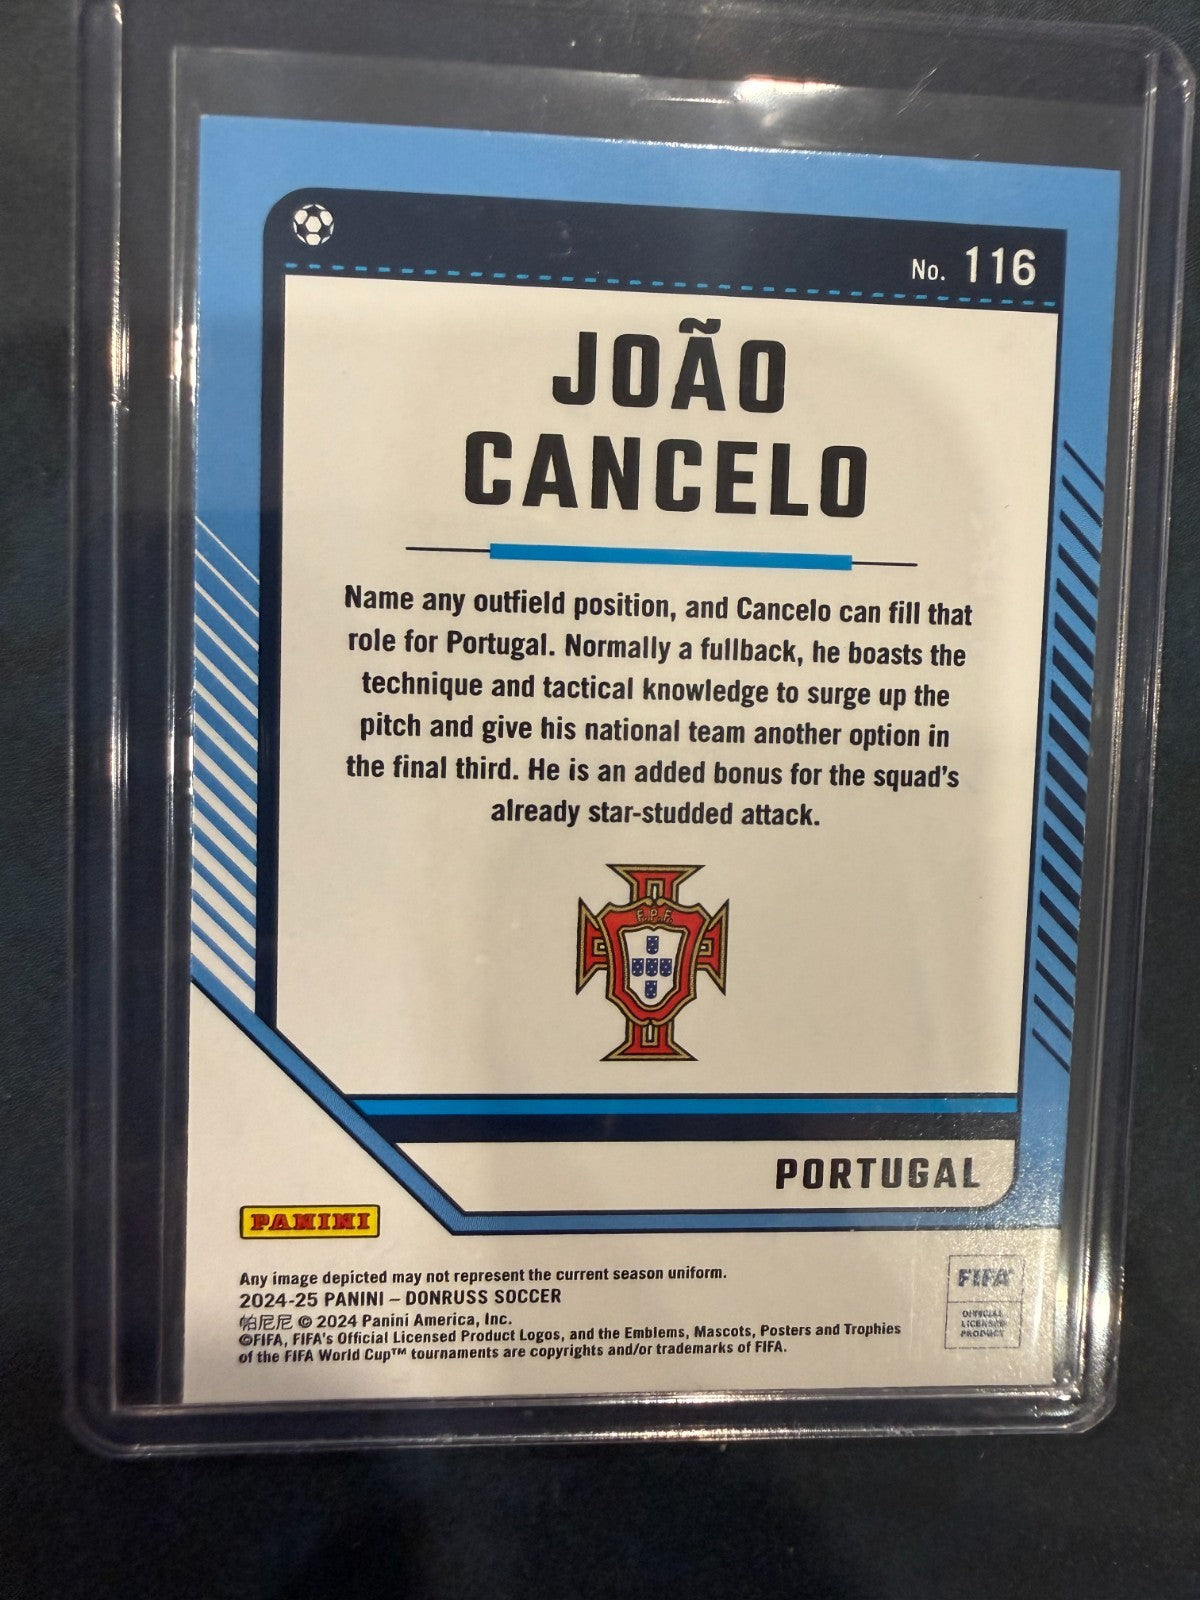 No. 116
JOÃO
CANCELO
Name any outfield position, and Cancelo can fill that
role for Portugal. Normally a fullback, he boasts the
technique and tactical knowledge to surge up the
pitch and give his national team another option in
the final third. He is an added bonus for the squad's
already star-studded attack.
F.P.F.
PORTUGAL
PANINI
Any image depicted may not represent the current season uniform.
2024-25 PANINI – DONRUSS SOCCER
帕尼尼 © 2024 Panini America, Inc.
©FIFA, FIFA's Official Licensed Product Logos, and the Emblems, Mascots, Posters and Trophies
of the FIFA World Cup™ tournaments are copyrights and/or trademarks of FIFA.
FIFA®
OFFICIAL
LICENSED
PRODUCT